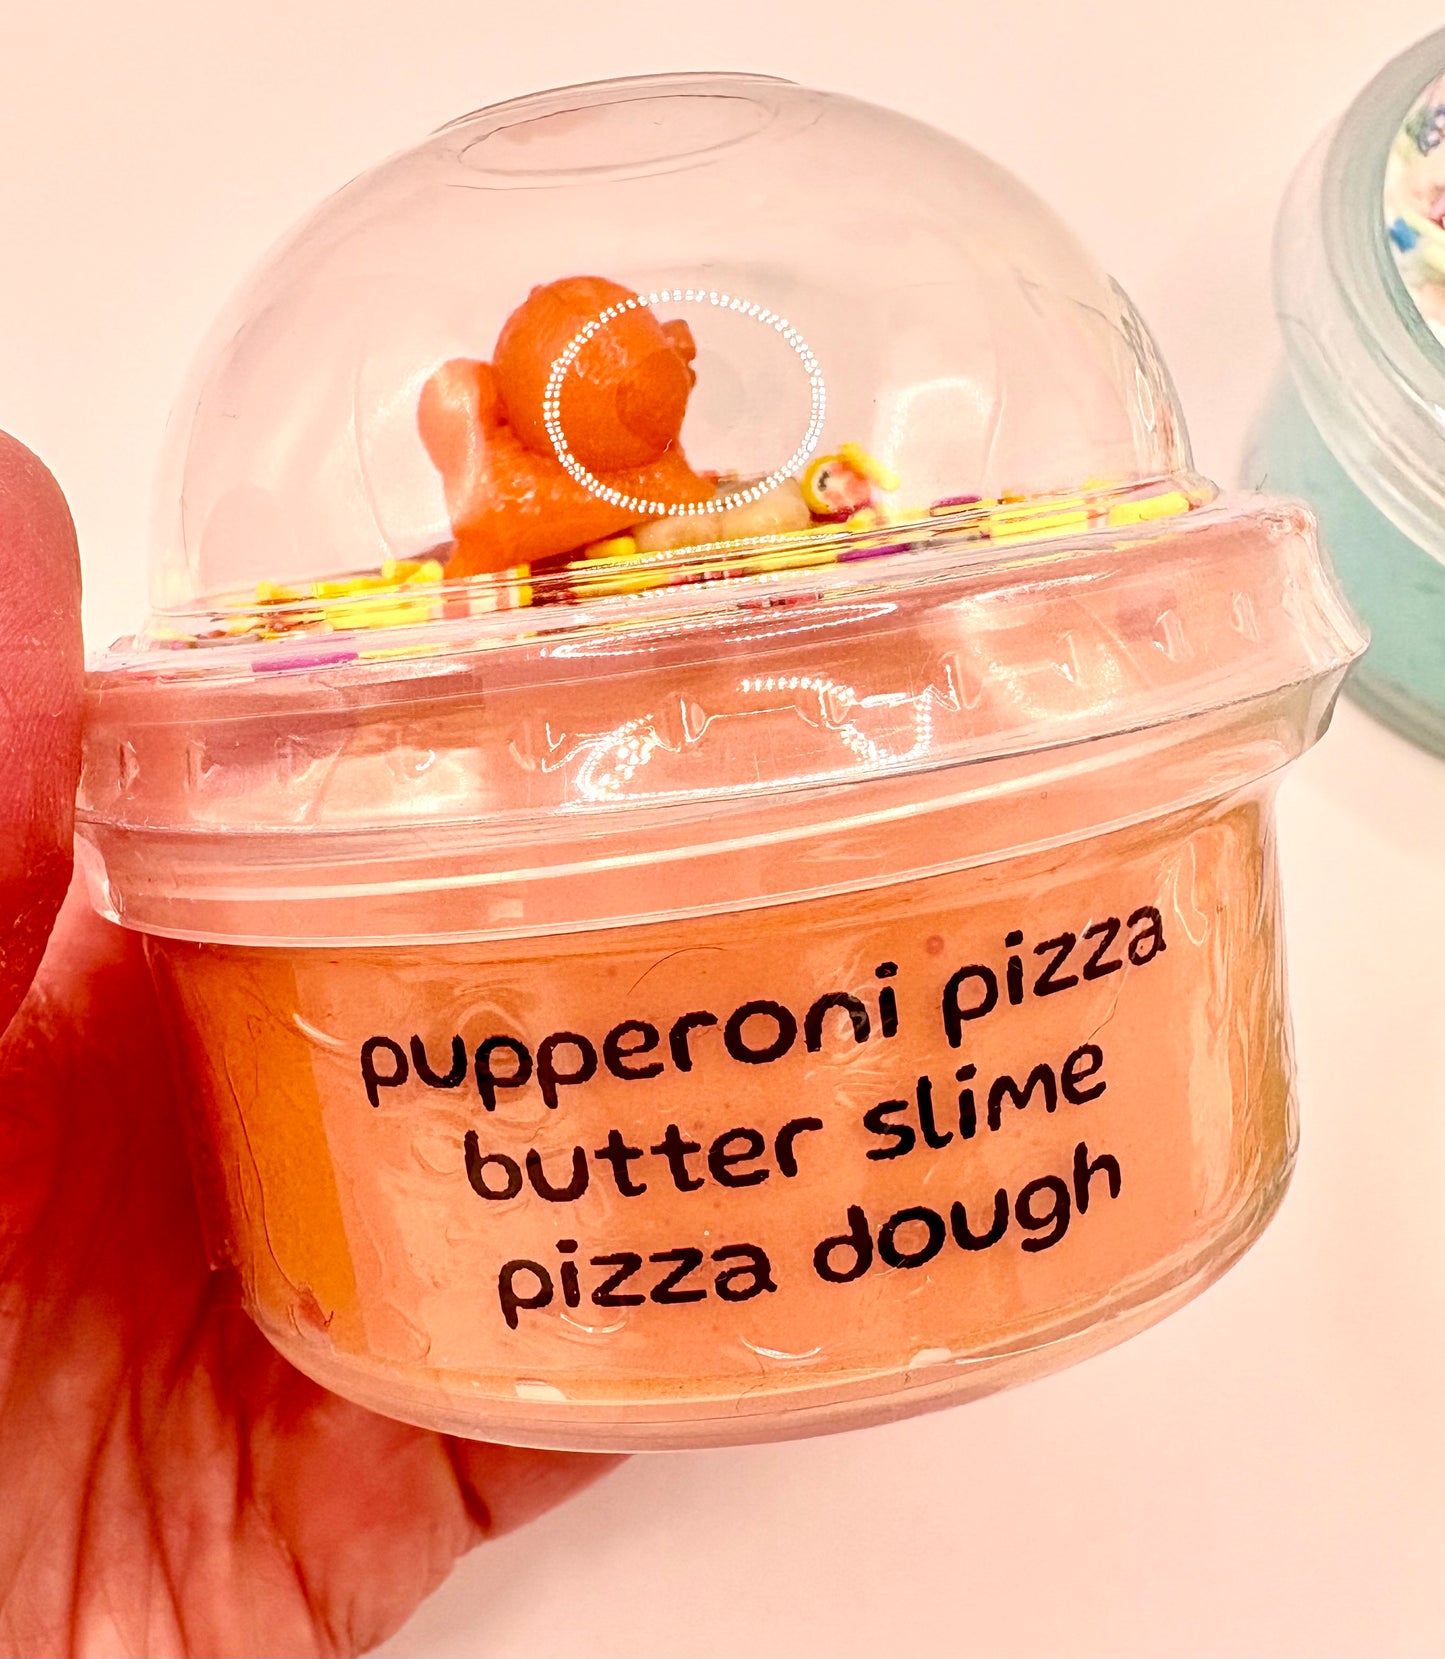 pupperoni pizza
butter slime
pizza dough